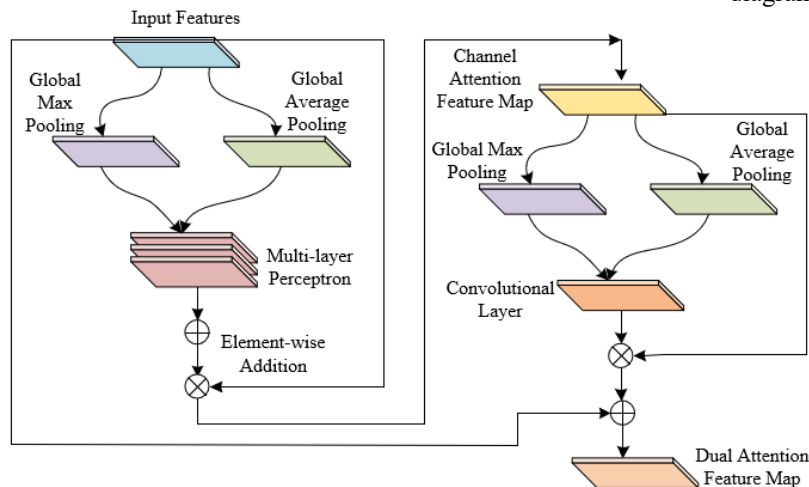 diagram
Input Features
Global
Max
Pooling
Global
Average
Pooling
Multi-layer
Perceptron
Element-wise
Addition
Channel
Attention
Feature Map
Global Max
Pooling
Global
Average
Pooling
Convolutional
Layer
Dual Attention
Feature Map